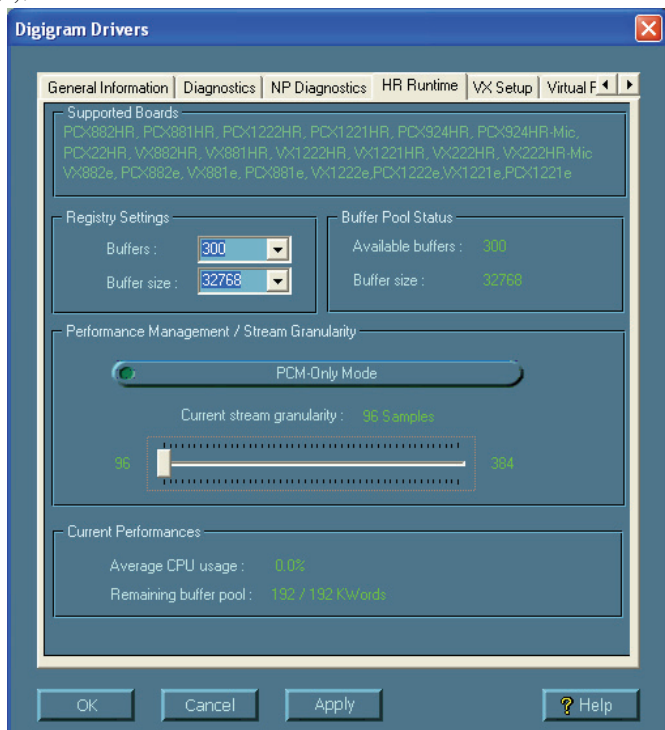 Digigram Drivers
General Information Diagnostics NP Diagnostics HR Runtime VX Setup Virtual
Supported Boards
PCX882HR, PCX881HR, PCX1222HR, PCX1221HR, PCX924HR, PCX924HR-Mic,
PCX22HR, VX882HR, VX881HR, VX1222HR, VX1221HR, VX222HR, VX222HR-Mic
VX882e, PCX882e, VX881e, PCX881e, VX1222e,PCX1222e,VX1221e,PCX1221e
Registry Settings
Buffers : 300
Buffer size : 32768
Buffer Pool Status
Available buffers : 300
Buffer size : 32768
Performance Management / Stream Granularity
PCM-Only Mode
Current stream granularity : 96 Samples
96 384
Current Performances
Average CPU usage : 0.0%
Remaining buffer pool : 192 / 192 KWords
OK Cancel Apply ? Help